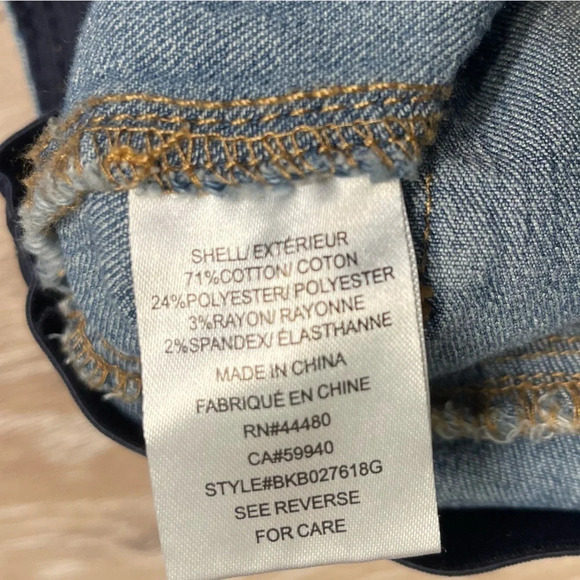 SHELL/ EXTÉRIEUR
71%COTTON/ COTON
24%POLYESTER/ POLYESTER
3%RAYON/ RAYONNE
2%SPANDEX/ ÉLASTHANNE
MADE IN CHINA
FABRIQUÉ EN CHINE
RN#44480
CA#59940
STYLE#BKB027618G
SEE REVERSE
FOR CARE